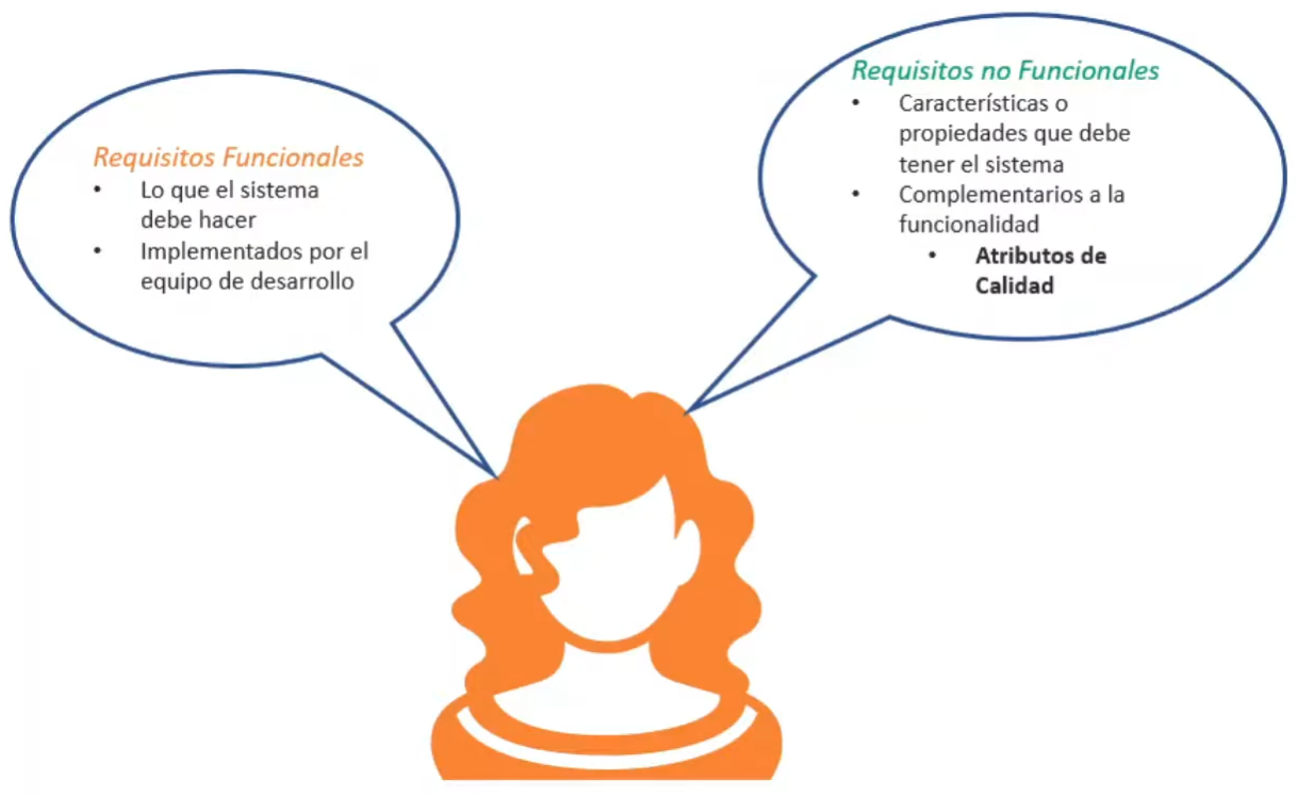 Requisitos Funcionales
• Lo que el sistema
debe hacer
• Implementados por el
equipo de desarrollo
Requisitos no Funcionales
• Características o
propiedades que debe
tener el sistema
• Complementarios a la
funcionalidad
• Atributos de
Calidad